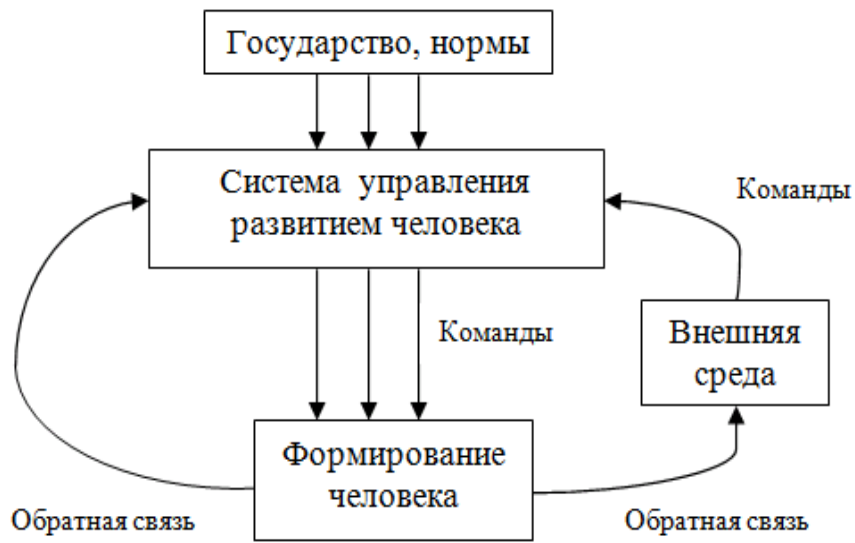 Государство, нормы
Система управления
развитием человека
Команды
Команды
Внешняя
среда
Формирование
человека
Обратная связь
Обратная связь